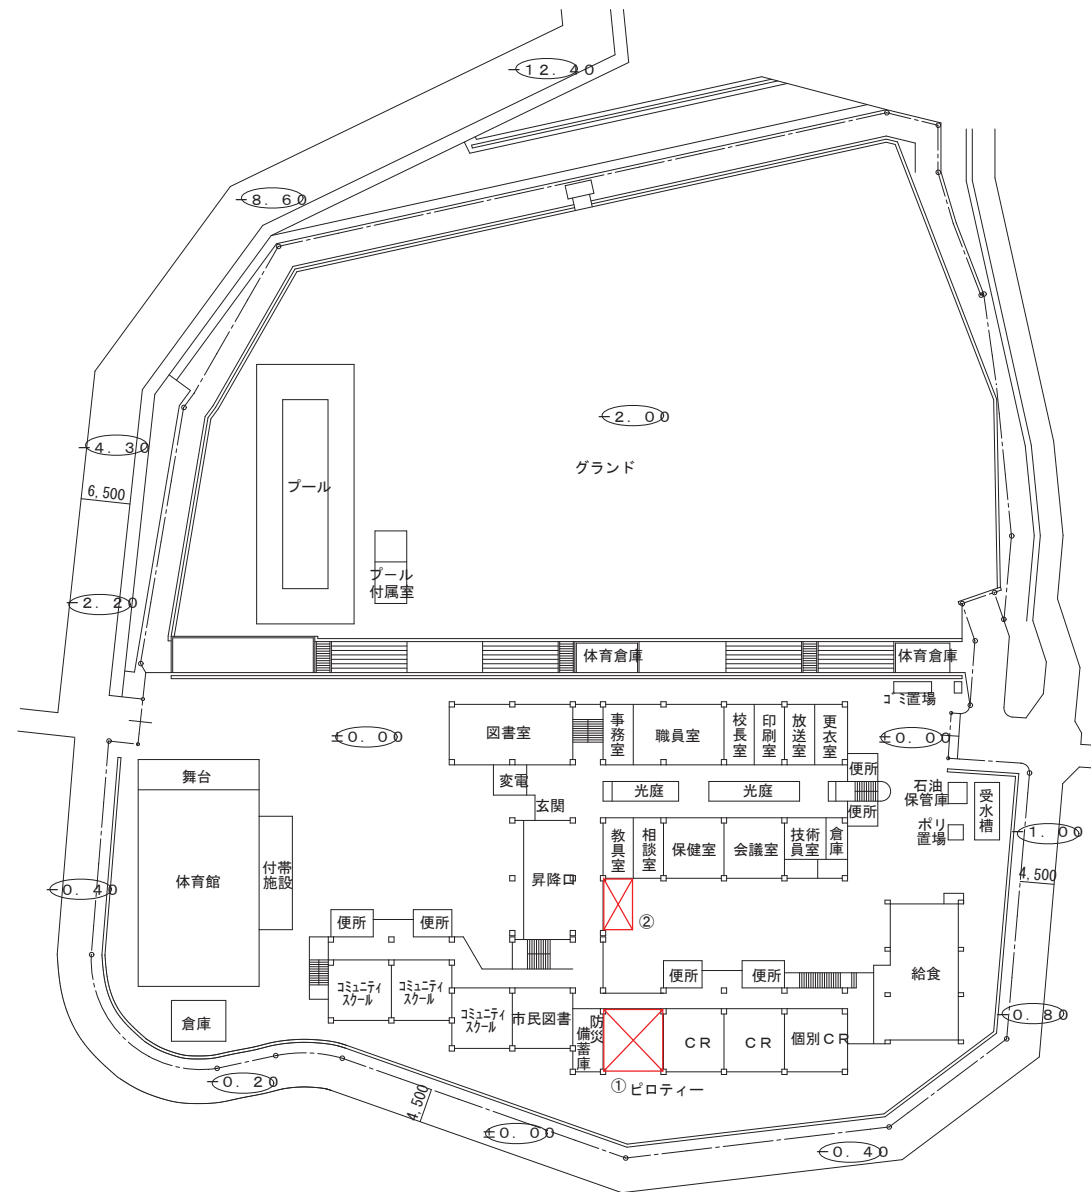 -12.40
-8.60
-2.00
-4.30
グランド
6,500
プール
プール
付属室
-2.20
体育倉庫
体育倉庫
ゴミ置場
±0.00
図書室
事務室
職員室
校長室
印刷室
放送室
更衣室
±0.00
舞台
変電
光庭
光庭
便所
便所
石油
保管庫
受水槽
玄関
ポリ
置場
-1.00
教具室
相談室
保健室
会議室
技術
員室
倉庫
-0.40
体育館
付帯
施設
昇降口
4,500
②
便所
便所
便所
便所
給食
コミュニティ
スクール
コミュニティ
スクール
コミュニティ
スクール
市民図書
防災
備蓄庫
CR
CR
個別CR
-0.80
倉庫
-0.20
①ピロティー
4,500
±0.00
-0.40